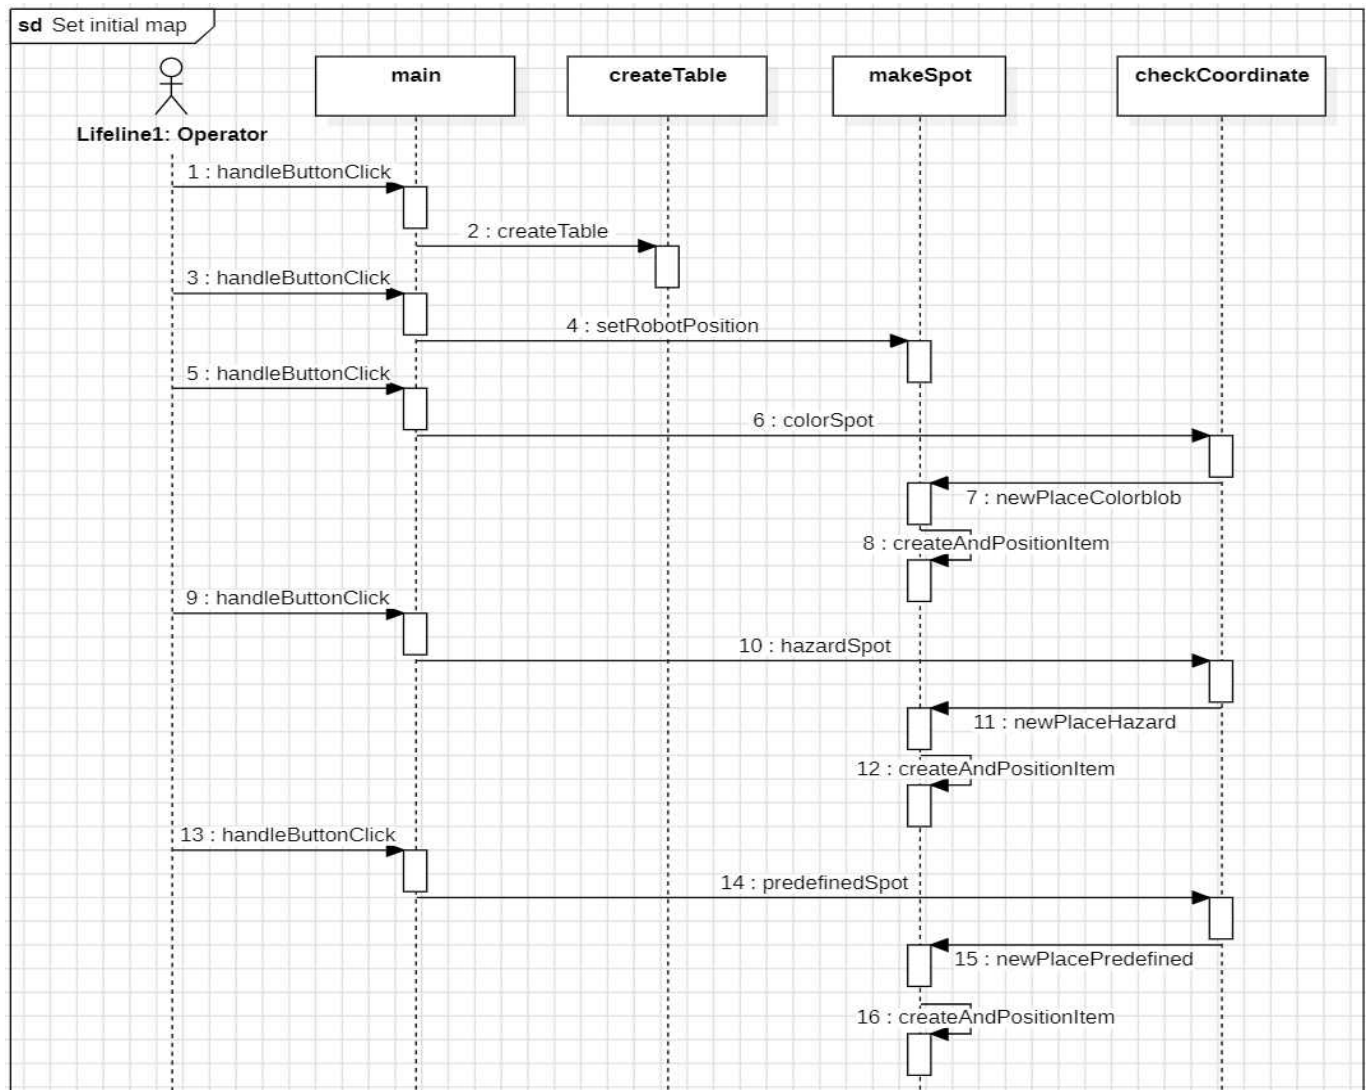 sd Set initial map
main
createTable
makeSpot
checkCoordinate
Lifeline1: Operator
1 : handleButtonClick
2 : createTable
3 : handleButtonClick
4 : setRobotPosition
5 : handleButtonClick
6 : colorSpot
7 : newPlaceColorblob
8 : createAndPositionItem
9 : handleButtonClick
10 : hazardSpot
11 : newPlaceHazard
12 : createAndPositionItem
13 : handleButtonClick
14 : predefinedSpot
15 : newPlacePredefined
16 : createAndPositionItem